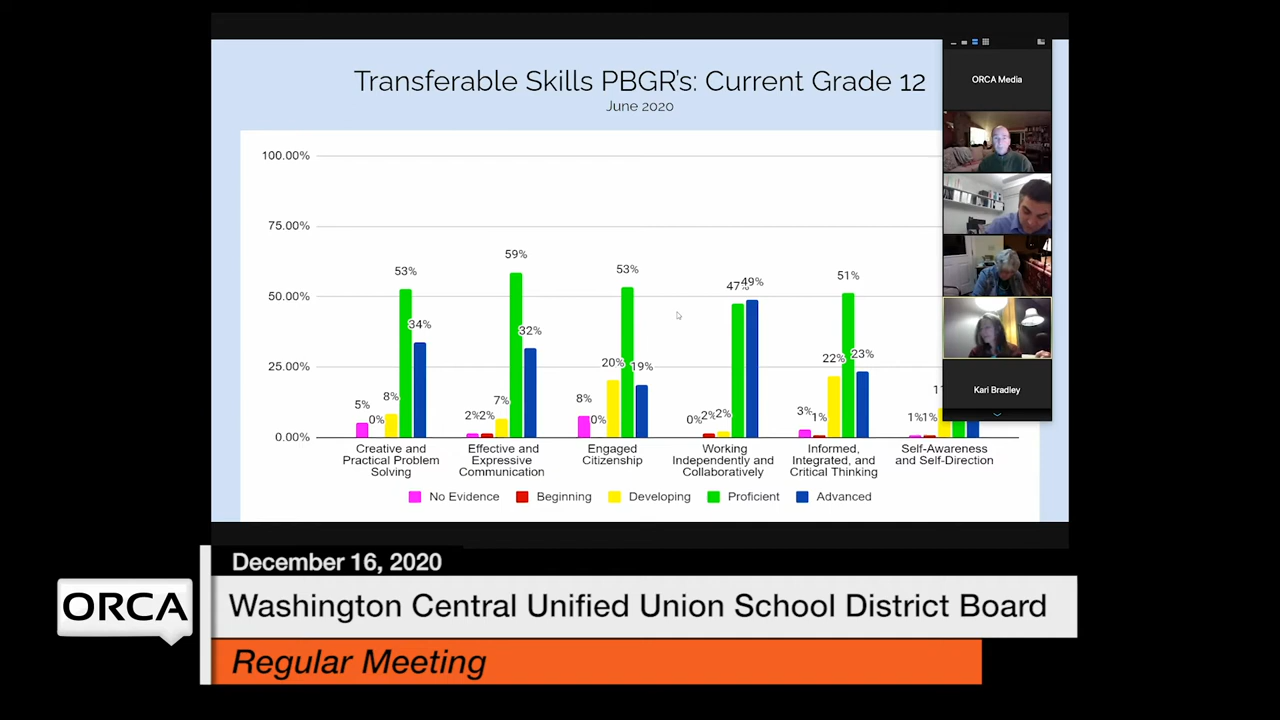 Transferable Skills PBGR's: Current Grade 12
June 2020
ORCA Media
100.00%
75.00%
50.00%
25.00%
0.00%
5%
0%
8%
53%
34%
2%
2%
7%
59%
32%
8%
0%
20%
53%
19%
0%
2%
2%
47%
49%
3%
1%
22%
51%
23%
1%
1%
Kari Bradley
Creative and
Practical Problem
Solving
Effective and
Expressive
Communication
Engaged
Citizenship
Working
Independently and
Collaboratively
Informed,
Integrated, and
Critical Thinking
Self-Awareness
and Self-Direction
No Evidence
Beginning
Developing
Proficient
Advanced
December 16, 2020
ORCA
Washington Central Unified Union School District Board
Regular Meeting